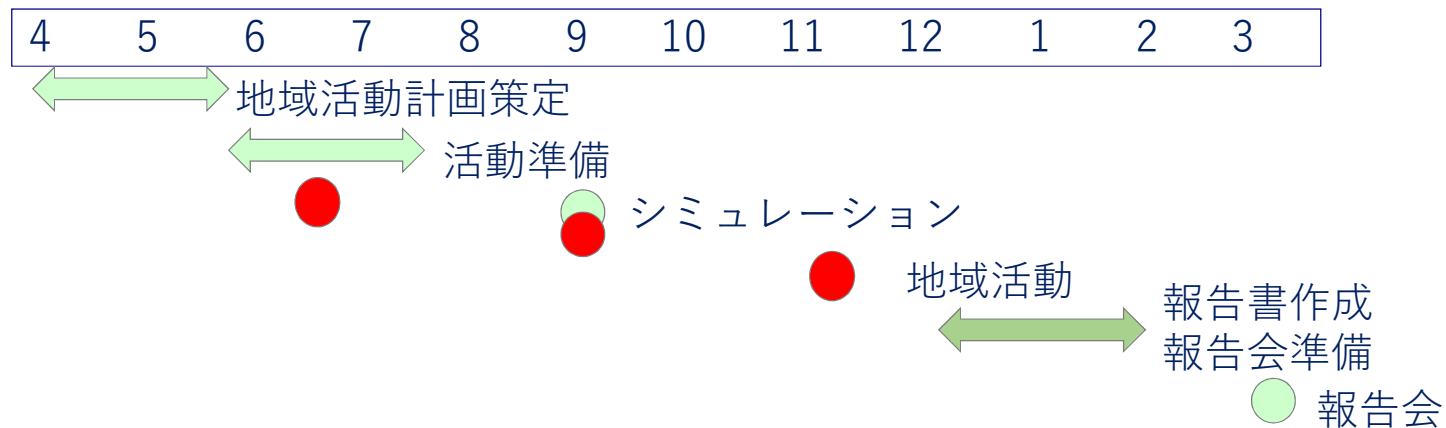 4 5 6 7 8 9 10 11 12 1 2 3
地域活動計画策定
活動準備
シミュレーション
地域活動
報告書作成
報告会準備
報告会